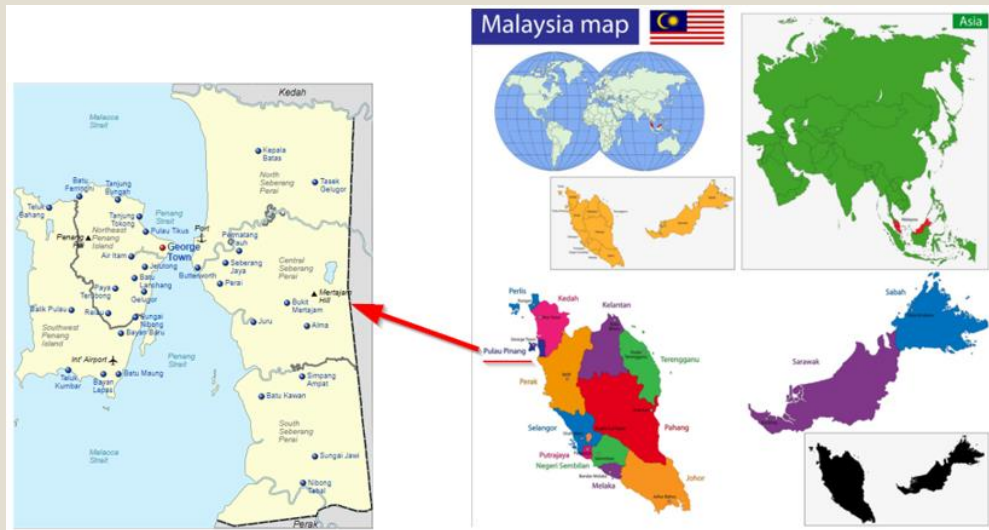 Kedah
Malacca
Strait
Kepala
Batas
North
Seberang
Perai
Tasek
Gelugor
Batu
Ferringhi
Tanjung
Bungah
Teluk
Bahang
Tanjung
Tokong
Penang
Strait
Pulau Tikus
Port
Penang
Hill
Northeast
Penang
Island
George
Town
Permatang
Pauh
Air Itam
Seberang
Jaya
Central
Seberang
Perai
Butterworth
Jelutong
Batu
Lanchang
Perai
Paya
Terubong
Gelugor
Bukit
Mertajam
Mertajam
Hill
Balik Pulau
Relau
Sungai
Nibong
Bayan Baru
Juru
Alma
Southwest
Penang
Island
Int' Airport
Penang
Strait
Teluk
Kumbar
Bayan
Lepas
Batu Maung
Simpang
Ampat
Batu Kawan
South
Seberang
Perai
Malacca
Strait
Sungai Jawi
Nibong
Tebal
Perak
Malaysia map
Asia
Malaysia
Perlis
Kedah
Kelantan
Pulau Pinang
Terengganu
Perak
Selangor
Pahang
Putrajaya
Negeri Sembilan
Melaka
Johor
Sabah
Sarawak